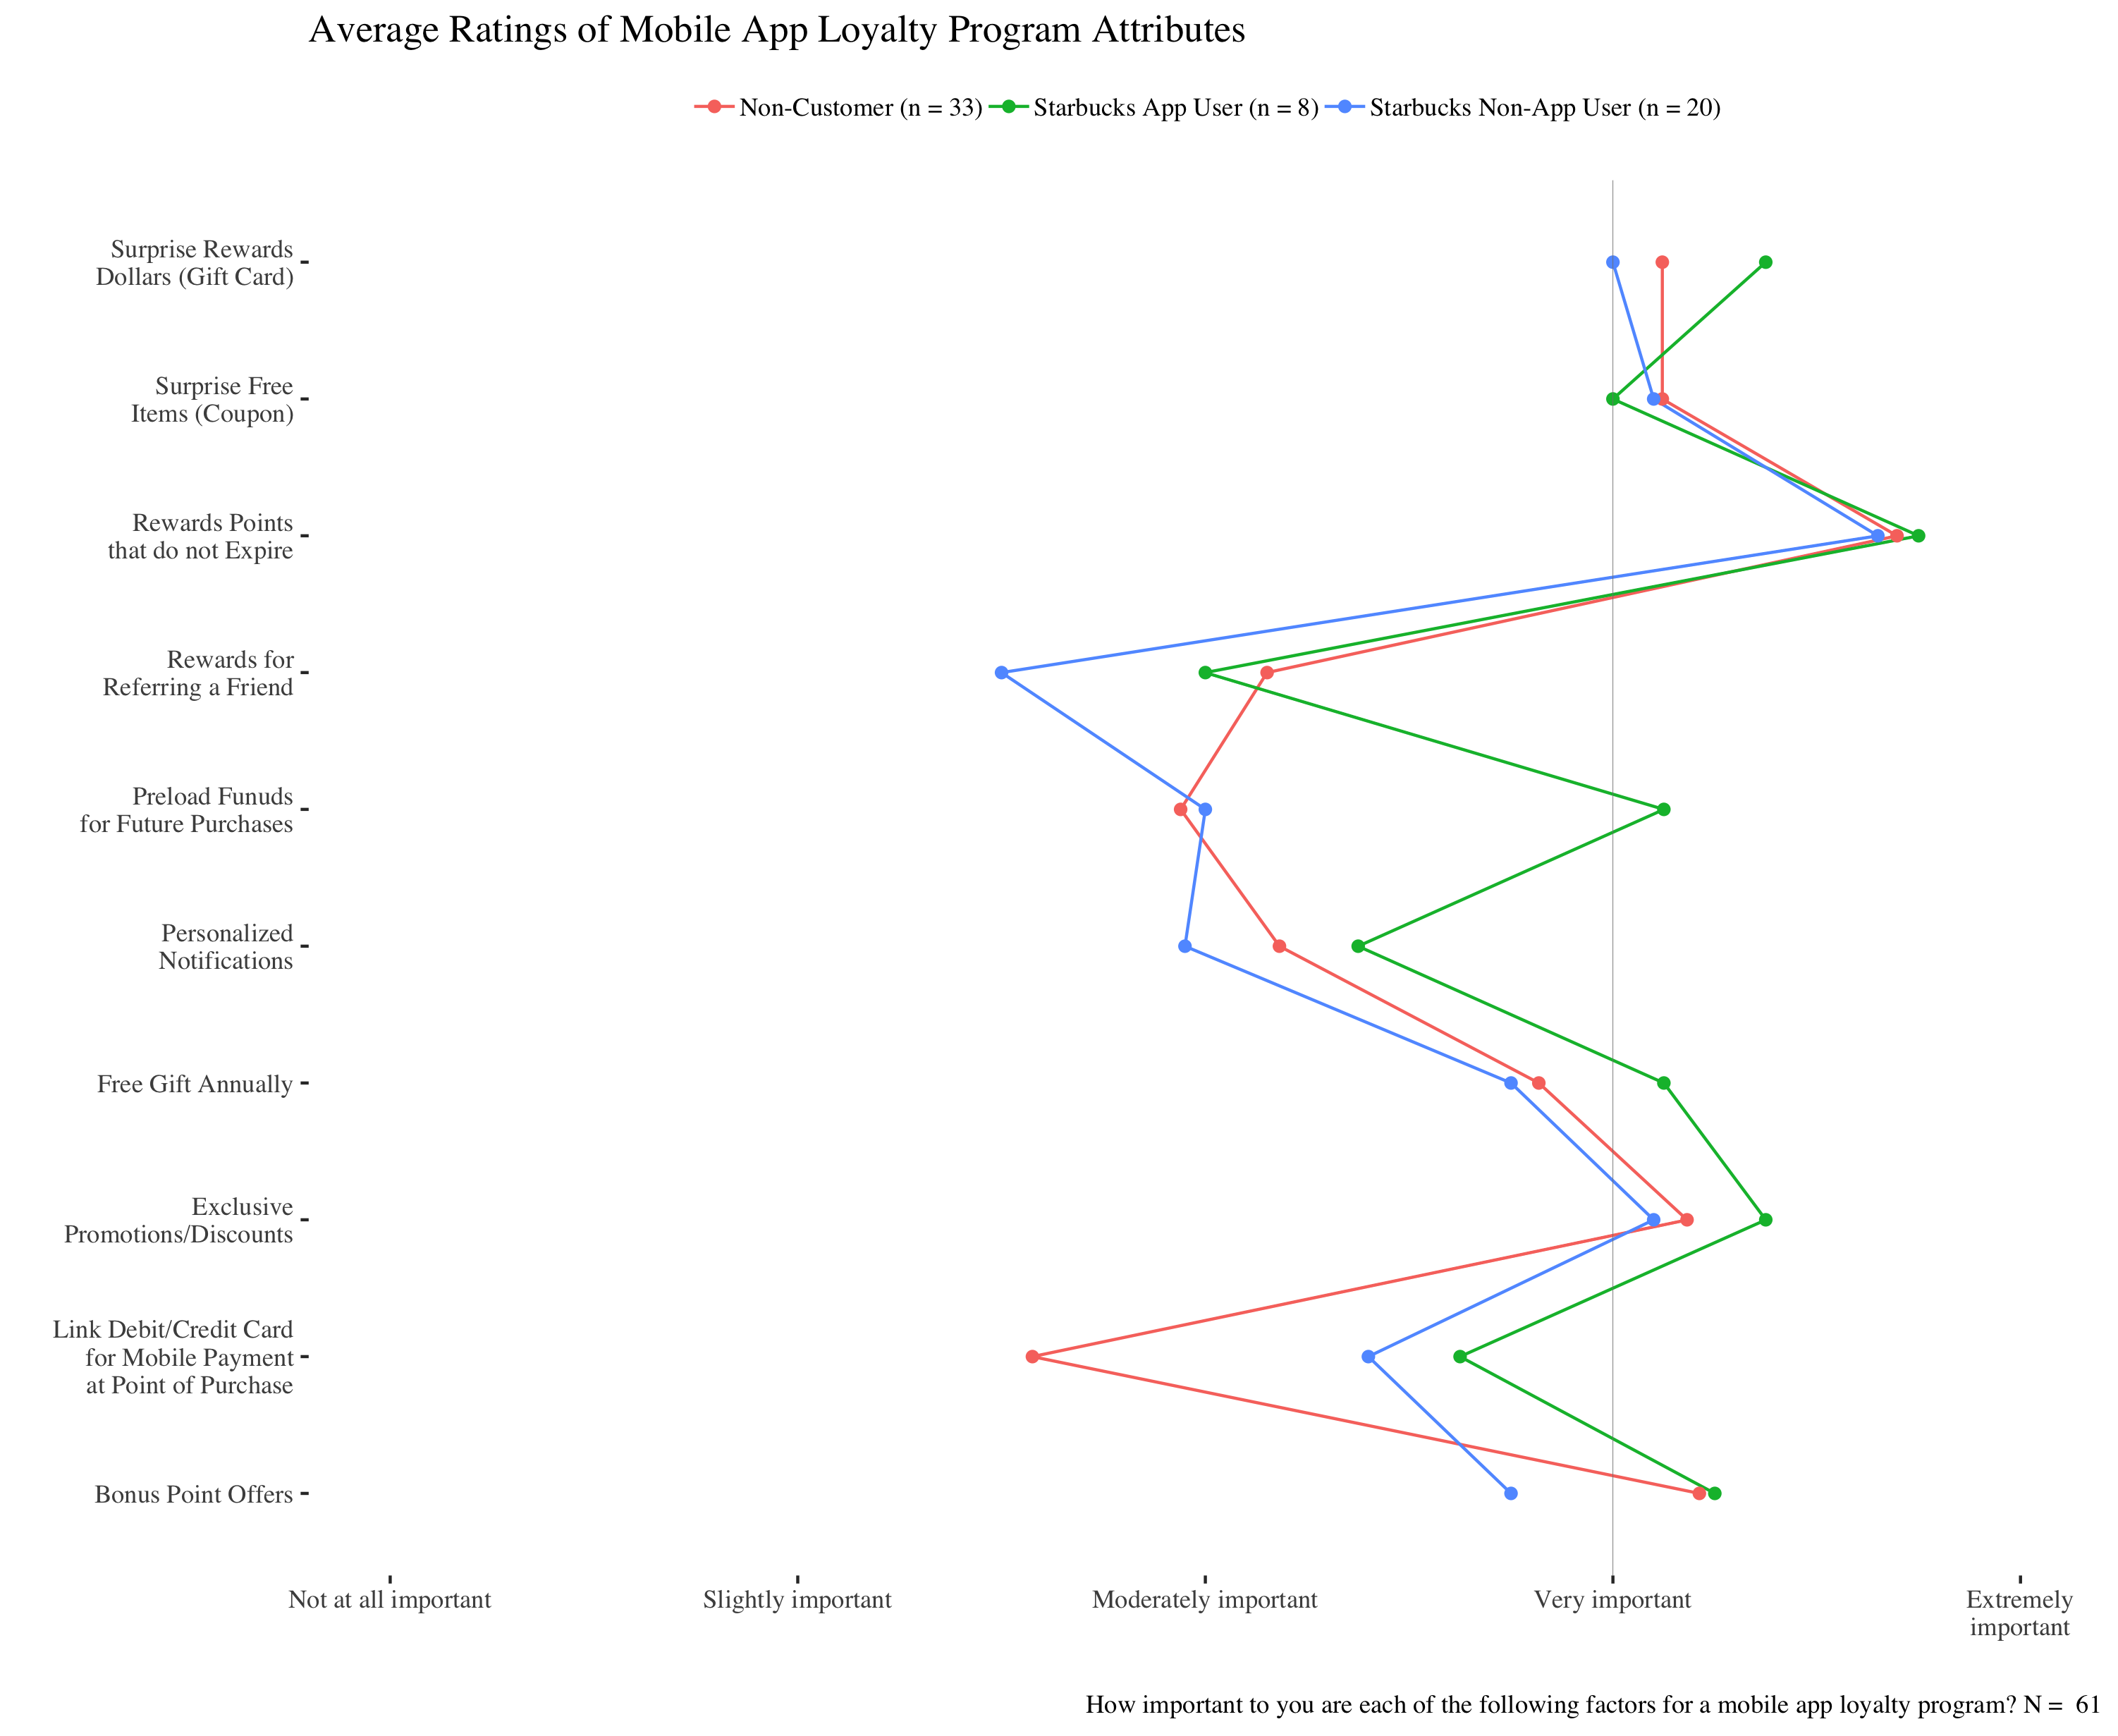 Average Ratings of Mobile App Loyalty Program Attributes
Non-Customer (n = 33) Starbucks App User (n = 8) Starbucks Non-App User (n = 20)
Surprise Rewards
Dollars (Gift Card)
Surprise Free
Items (Coupon)
Rewards Points
that do not Expire
Rewards for
Referring a Friend
Preload Funuds
for Future Purchases
Personalized
Notifications
Free Gift Annually
Exclusive
Promotions/Discounts
Link Debit/Credit Card
for Mobile Payment
at Point of Purchase
Bonus Point Offers
Not at all important Slightly important Moderately important Very important Extremely
important
How important to you are each of the following factors for a mobile app loyalty program? N = 61